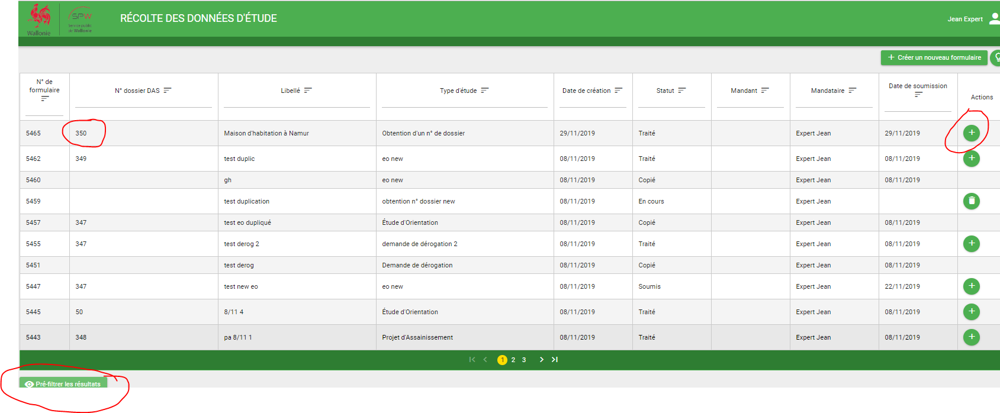 RÉCOLTE DES DONNÉES D'ÉTUDE
Jean Expert
Wallonie
SPW
Service public
de Wallonie
+ Créer un nouveau formulaire
N° de formulaire
N° dossier DAS
Libellé
Type d'étude
Date de création
Statut
Mandant
Mandataire
Date de soumission
Actions
5465 350 Maison d'habitation à Namur Obtention d'un n° de dossier 29/11/2019 Traité Expert Jean 29/11/2019 +
5462 349 test duplic eo new 08/11/2019 Traité Expert Jean 08/11/2019 +
5460 gh eo new 08/11/2019 Copié Expert Jean 08/11/2019
5459 test duplication obtention n° dossier new 08/11/2019 En cours Expert Jean
5457 347 test eo dupliqué Étude d'Orientation 08/11/2019 Copié Expert Jean 08/11/2019
5455 347 test derog 2 demande de dérogation 2 08/11/2019 Traité Expert Jean 08/11/2019 +
5451 test derog Demande de dérogation 08/11/2019 Copié Expert Jean 08/11/2019
5447 347 test new eo eo new 08/11/2019 Soumis Expert Jean 22/11/2019 +
5445 50 8/11 4 Étude d'Orientation 08/11/2019 Traité Expert Jean 08/11/2019 +
5443 348 pa 8/11 1 Projet d'Assainissement 08/11/2019 Traité Expert Jean 08/11/2019 +
1 2 3
Pré-filtrer les résultats